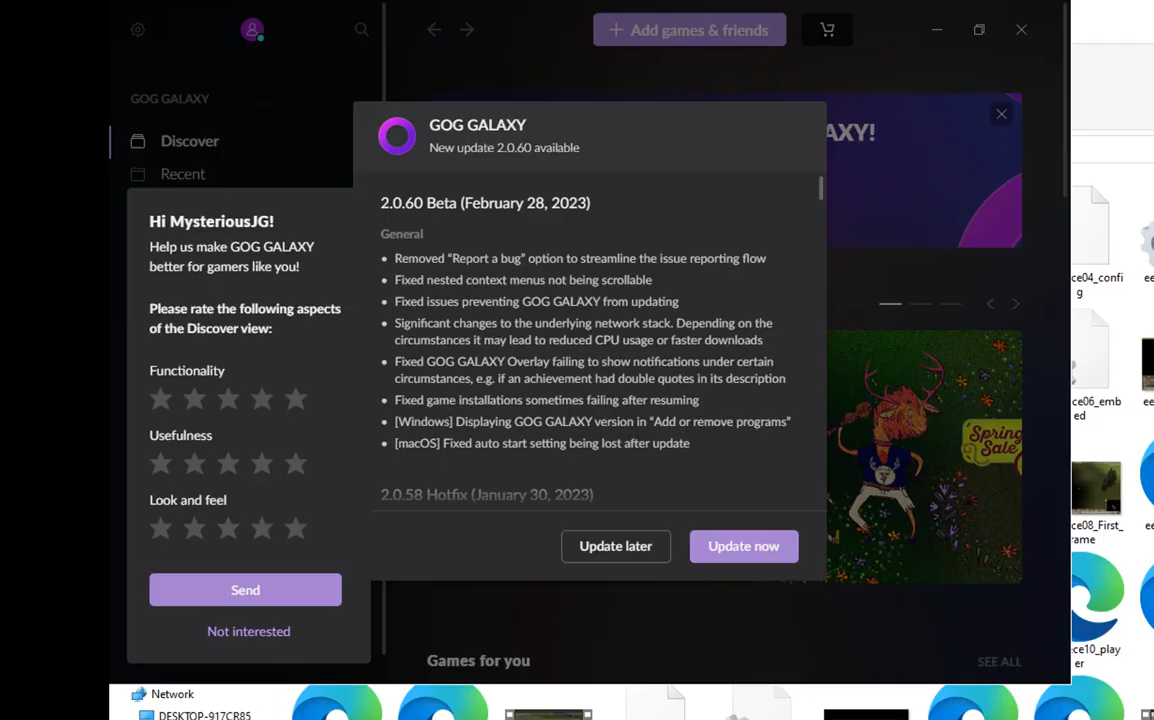 Add games & friends
GOG GALAXY
Discover
Recent
AXY!
GOG GALAXY
New update 2.0.60 available
2.0.60 Beta (February 28, 2023)
General
Removed “Report a bug” option to streamline the issue reporting flow
Fixed nested context menus not being scrollable
Fixed issues preventing GOG GALAXY from updating
Significant changes to the underlying network stack. Depending on the
circumstances it may lead to reduced CPU usage or faster downloads
Fixed GOG GALAXY Overlay failing to show notifications under certain
circumstances, e.g. if an achievement had double quotes in its description
Fixed game installations sometimes failing after resuming
[Windows] Displaying GOG GALAXY version in “Add or remove programs”
[macOS] Fixed auto start setting being lost after update
2.0.58 Hotfix (January 30, 2023)
Update later
Update now
Hi MysteriousJG!
Help us make GOG GALAXY
better for gamers like you!
Please rate the following aspects
of the Discover view:
Functionality
Usefulness
Look and feel
Send
Not interested
Spring
Sale
Games for you
SEE ALL
ce04_confi
g
ee
ce06_emb
ed
ee
ce08_First_
rame
ee
ce10_play
er
ee
Network
DESKTOP-917CR85